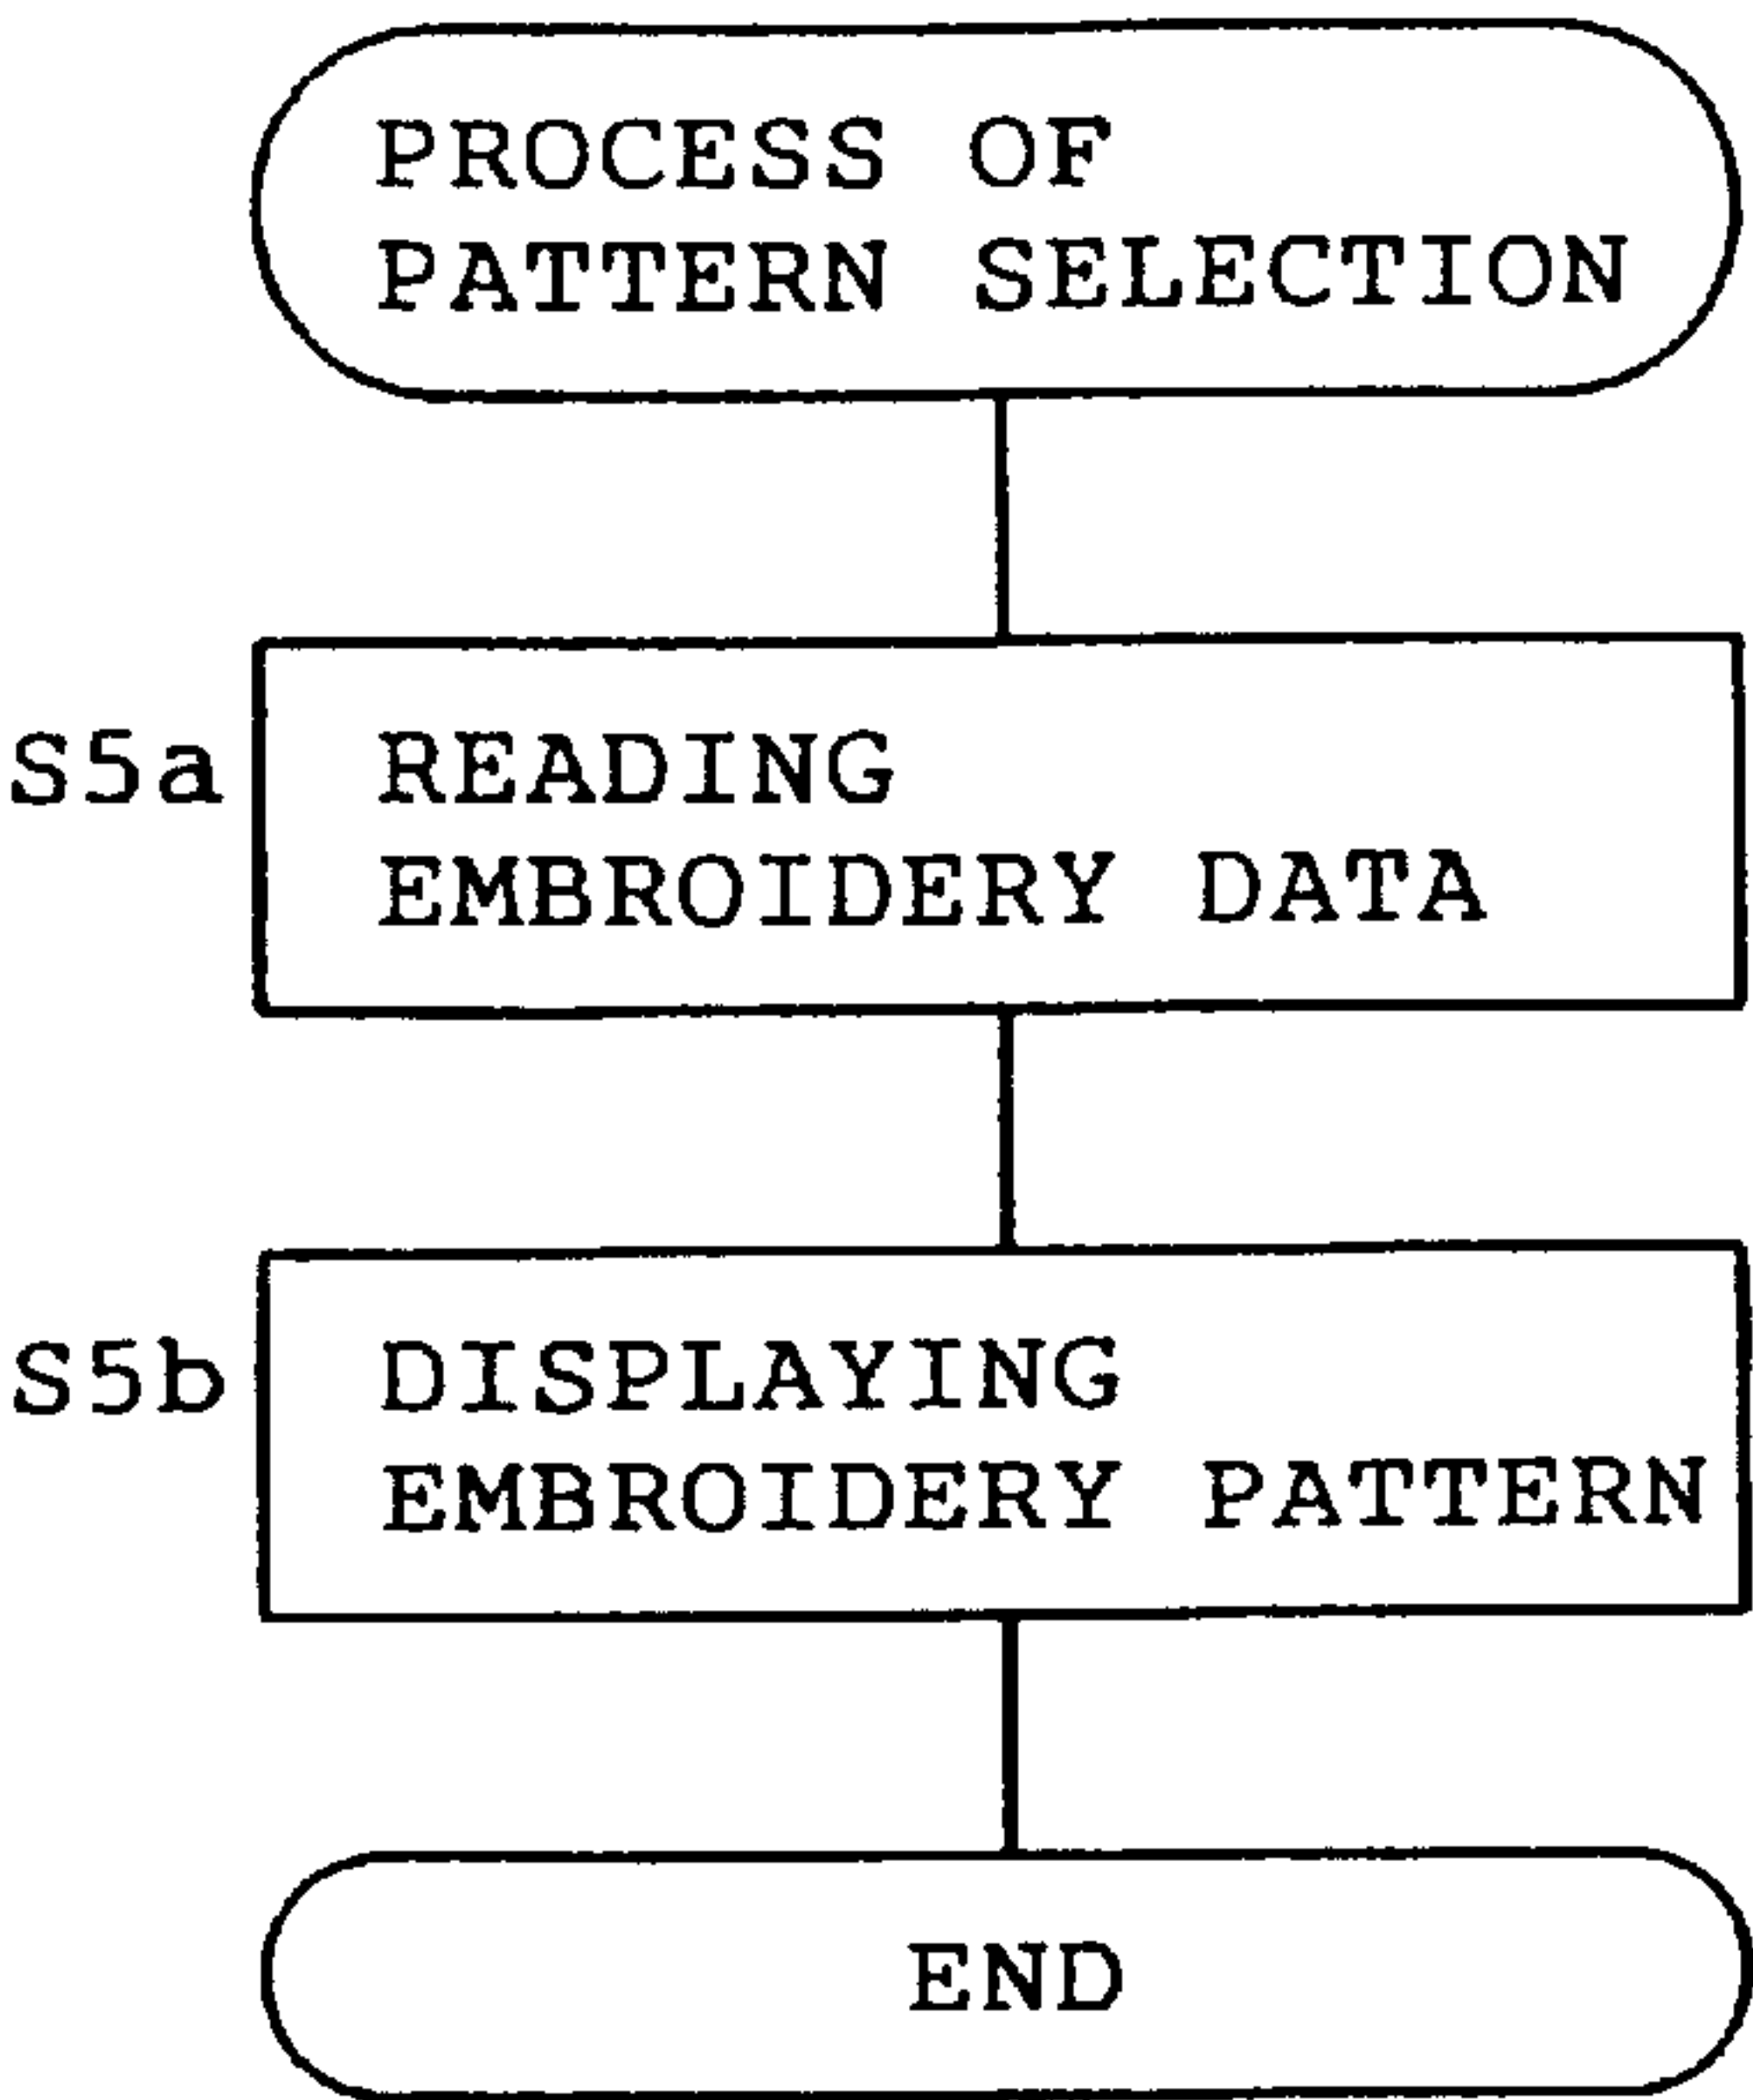 PROCESS OF
PATTERN SELECTION
S5a
READING
EMBROIDERY DATA
S5b
DISPLAYING
EMBROIDERY PATTERN
END